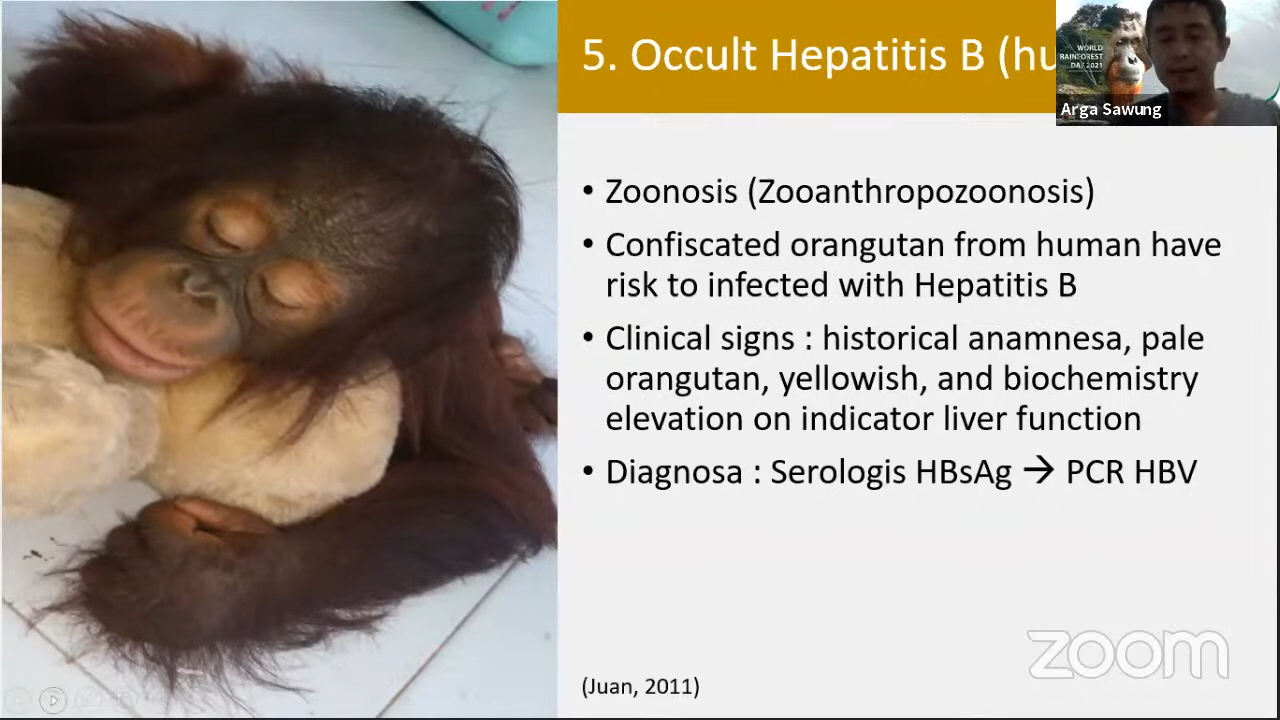 5. Occult Hepatitis B (hu
WORLD
RAINFOREST
DAY 2021
Arga Sawung
• Zoonosis (Zooanthropozoonosis)
• Confiscated orangutan from human have
risk to infected with Hepatitis B
• Clinical signs : historical anamnesa, pale
orangutan, yellowish, and biochemistry
elevation on indicator liver function
• Diagnosa : Serologis HBsAg → PCR HBV
zoom
(Juan, 2011)